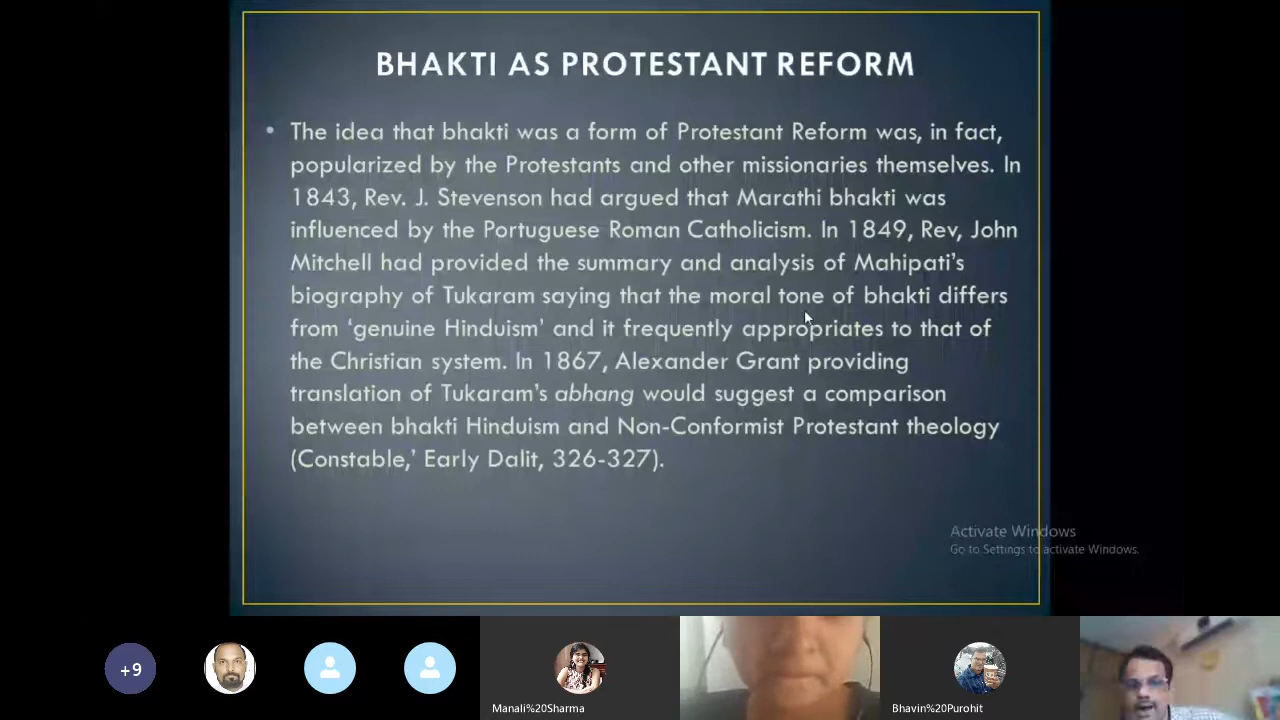 BHAKTI AS PROTESTANT REFORM
• The idea that bhakti was a form of Protestant Reform was, in fact,
popularized by the Protestants and other missionaries themselves. In
1843, Rev. J. Stevenson had argued that Marathi bhakti was
influenced by the Portuguese Roman Catholicism. In 1849, Rev, John
Mitchell had provided the summary and analysis of Mahipati's
biography of Tukaram saying that the moral tone of bhakti differs
from 'genuine Hinduism' and it frequently appropriates to that of
the Christian system. In 1867, Alexander Grant providing
translation of Tukaram's abhang would suggest a comparison
between bhakti Hinduism and Non-Conformist Protestant theology
(Constable,' Early Dalit, 326-327).
Activate Windows
Go to Settings to activate Windows.
+9
Manali%20Sharma
Bhavin%20Purohit